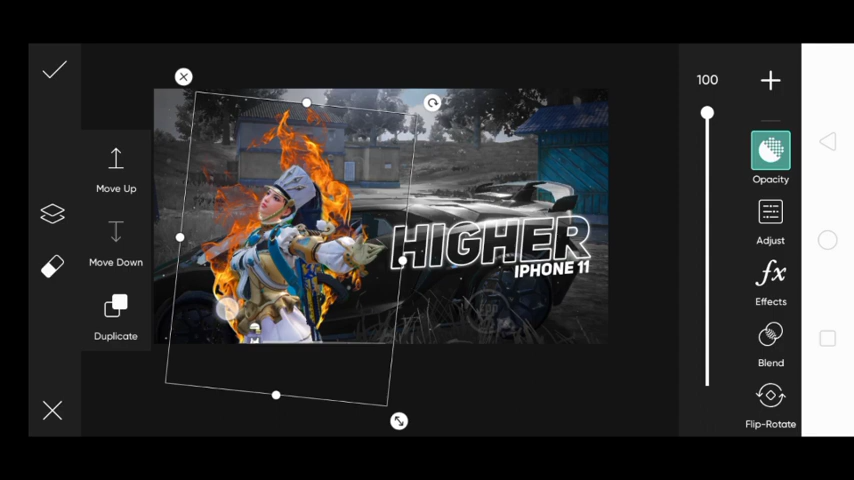 100
Opacity
Move Up
Adjust
HIGHER
IPHONE 11
Move Down
fx
Effects
Duplicate
Blend
Flip-Rotate